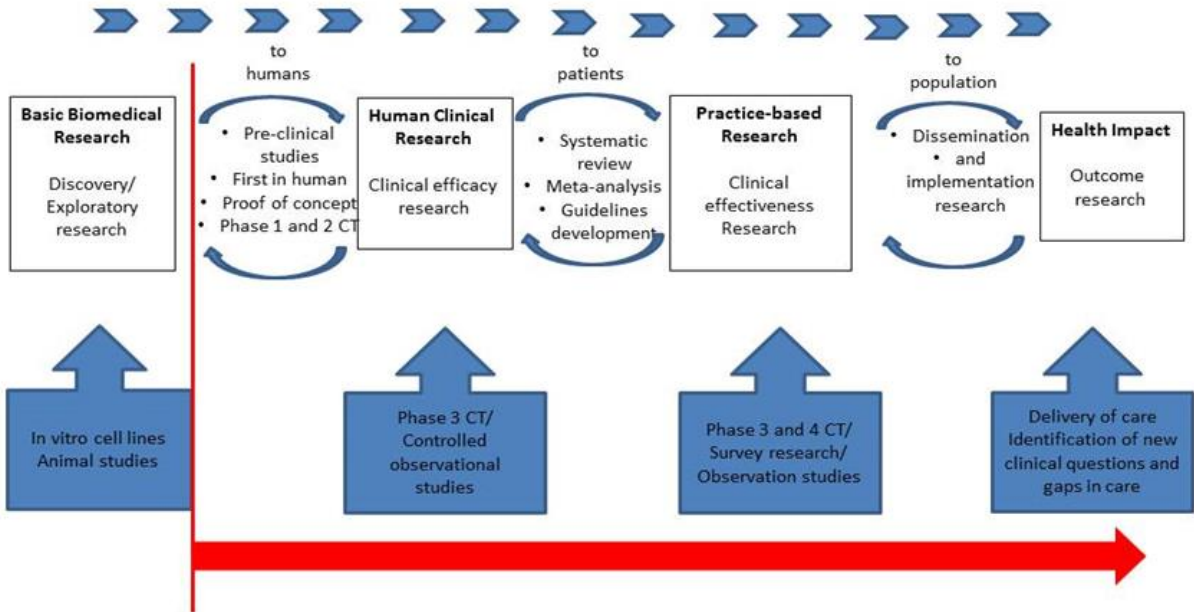 to
humans
to
patients
to
population
Basic Biomedical
Research
Discovery/
Exploratory
research
• Pre-clinical
studies
• First in human
• Proof of concept
• Phase 1 and 2 CT
Human Clinical
Research
Clinical efficacy
research
• Systematic
review
• Meta-analysis
• Guidelines
development
Practice-based
Research
Clinical
effectiveness
Research
• Dissemination
• and
implementation
research
Health Impact
Outcome
research
In vitro cell lines
Animal studies
Phase 3 CT/
Controlled
observational
studies
Phase 3 and 4 CT/
Survey research/
Observation studies
Delivery of care
Identification of new
clinical questions and
gaps in care